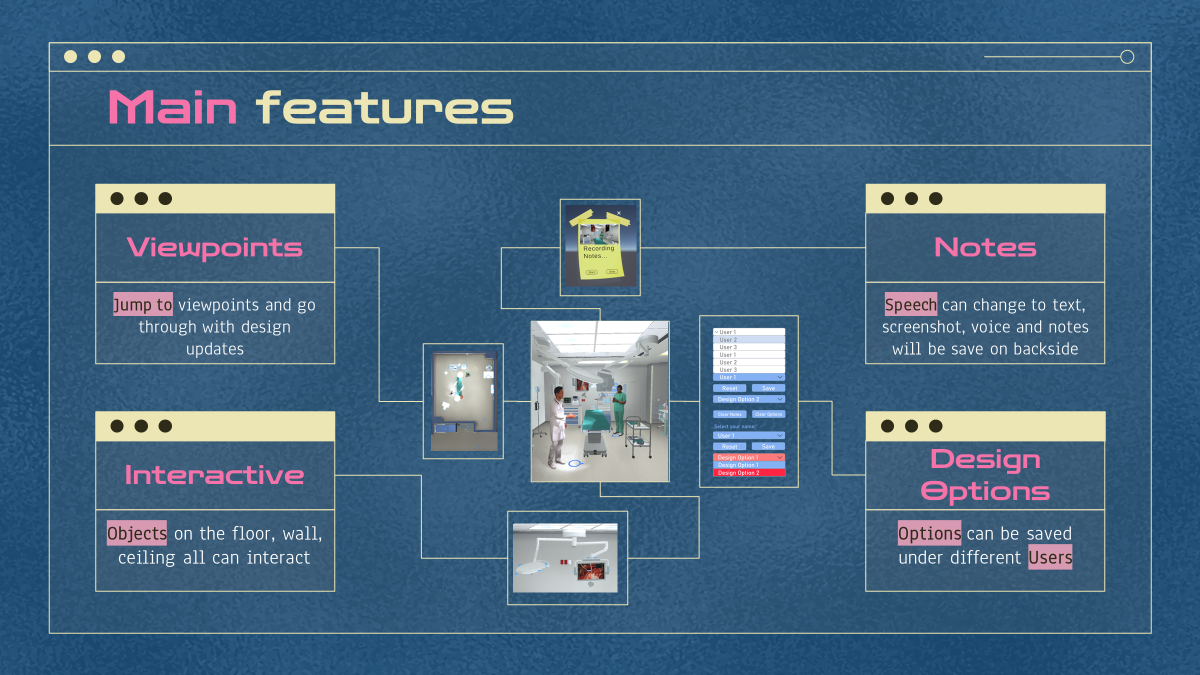 Main features
Viewpoints
Jump to viewpoints and go
through with design
updates
Interactive
Objects on the floor, wall,
ceiling all can interact
Recording
Notes...
User 1
User 2
User 3
User 1
User 2
User 3
User 1
Reset Save
Design Option 2
Clear Notes Clear Options
Select your name:
User 1
Reset Save
Design Option 1
Design Option 1
Design Option 2
Notes
Speech can change to text,
screenshot, voice and notes
will be save on backside
Design
Options
Options can be saved
under different Users